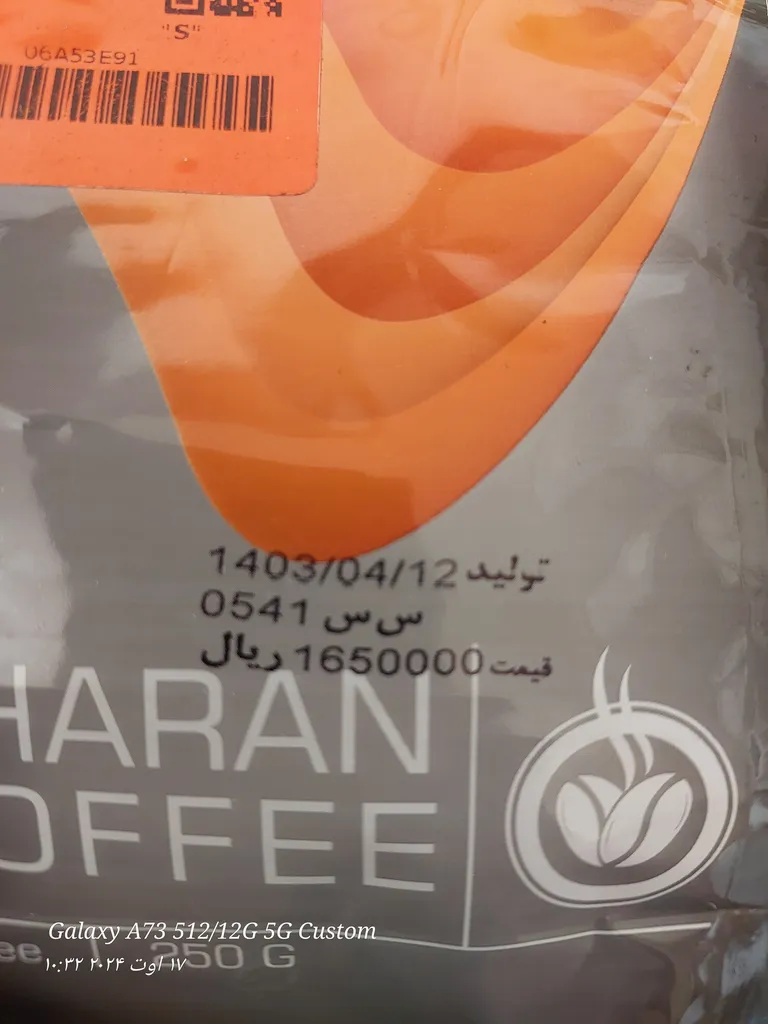 "S"
06A53E91
تولید 1403/04/12
س س 0541
قیمت 1650000 ریال
HARAN
OFFEE
ee | 250 G
Galaxy A73 512/12G 5G Custom
۱۷ اوت ۲۰۲۴ ۱۰:۳۲